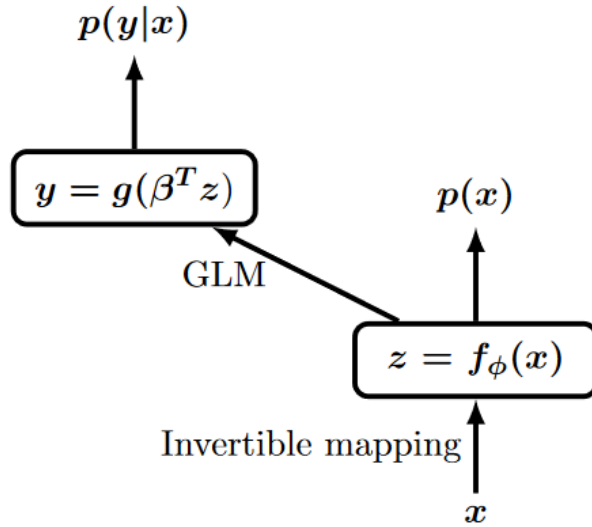 p(y|x)
y = g(β^T z)
p(x)
GLM
z = f_ϕ(x)
Invertible mapping
x